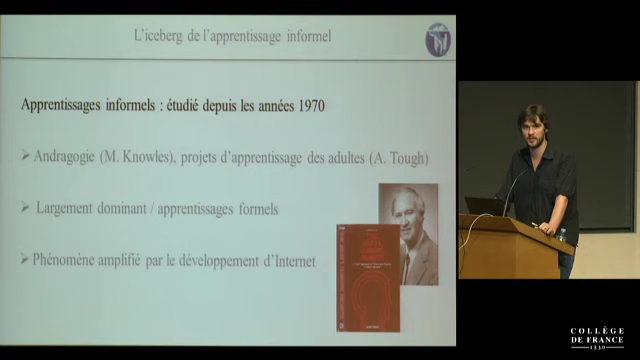 L'iceberg de l'apprentissage informel
Apprentissages informels : étudié depuis les années 1970
➢ Andragogie (M. Knowles), projets d'apprentissage des adultes (A. Tough)
➢ Largement dominant / apprentissages formels
➢ Phénomène amplifié par le développement d'Internet
COLLÈGE
DE FRANCE
1530